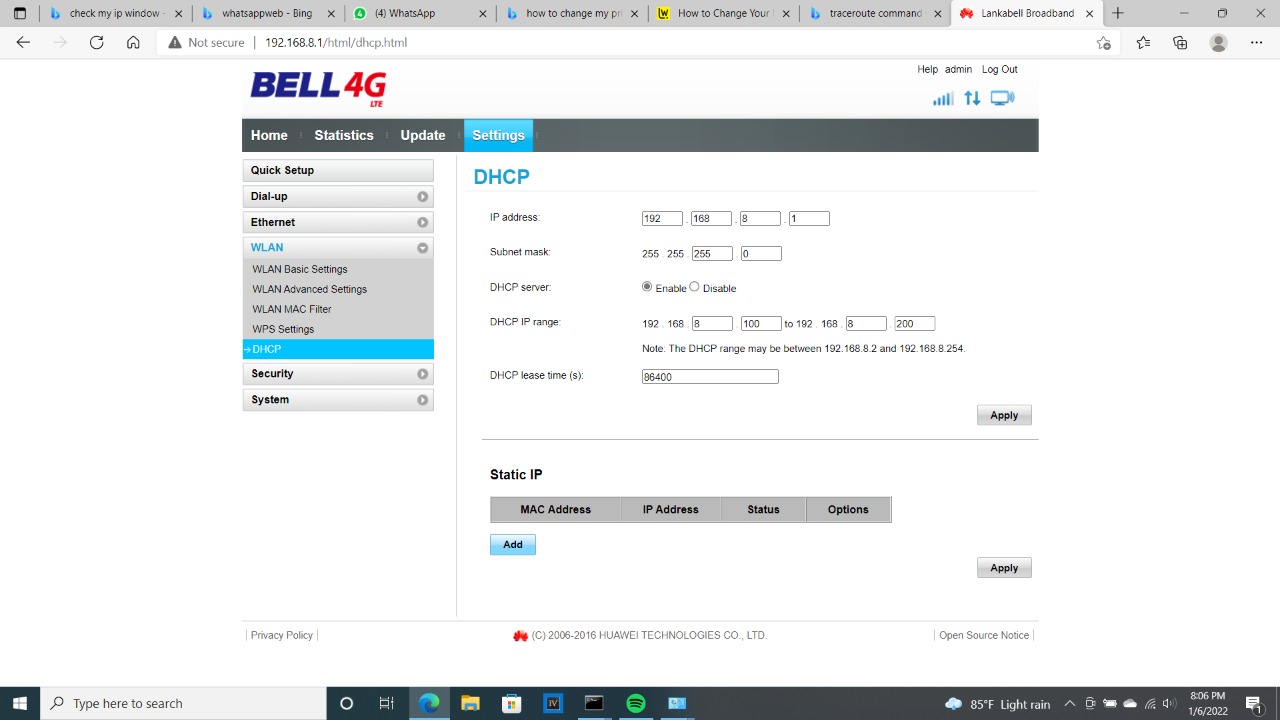 check my ip window -
whatsappweb - Bing
(4) WhatsApp
how to change my pri
How to Change Your
traceroute command
Lankabell Broadband
Not secure
192.168.8.1/html/dhcp.html
BELL 4G LTE
Help admin Log Out
Home Statistics Update Settings
Quick Setup
Dial-up
Ethernet
WLAN
WLAN Basic Settings
WLAN Advanced Settings
WLAN MAC Filter
WPS Settings
DHCP
Security
System
DHCP
IP address: 192 . 168 . 8 . 1
Subnet mask: 255 . 255 . 255 . 0
DHCP server: Enable Disable
DHCP IP range: 192 . 168 . 8 . 100 to 192 . 168 . 8 . 200
Note: The DHCP range may be between 192.168.8.2 and 192.168.8.254.
DHCP lease time (s): 86400
Apply
Static IP
MAC Address IP Address Status Options
Add
Apply
Privacy Policy
(C) 2006-2016 HUAWEI TECHNOLOGIES CO., LTD.
Open Source Notice
Type here to search
85°F Light rain
8:06 PM
1/6/2022
1